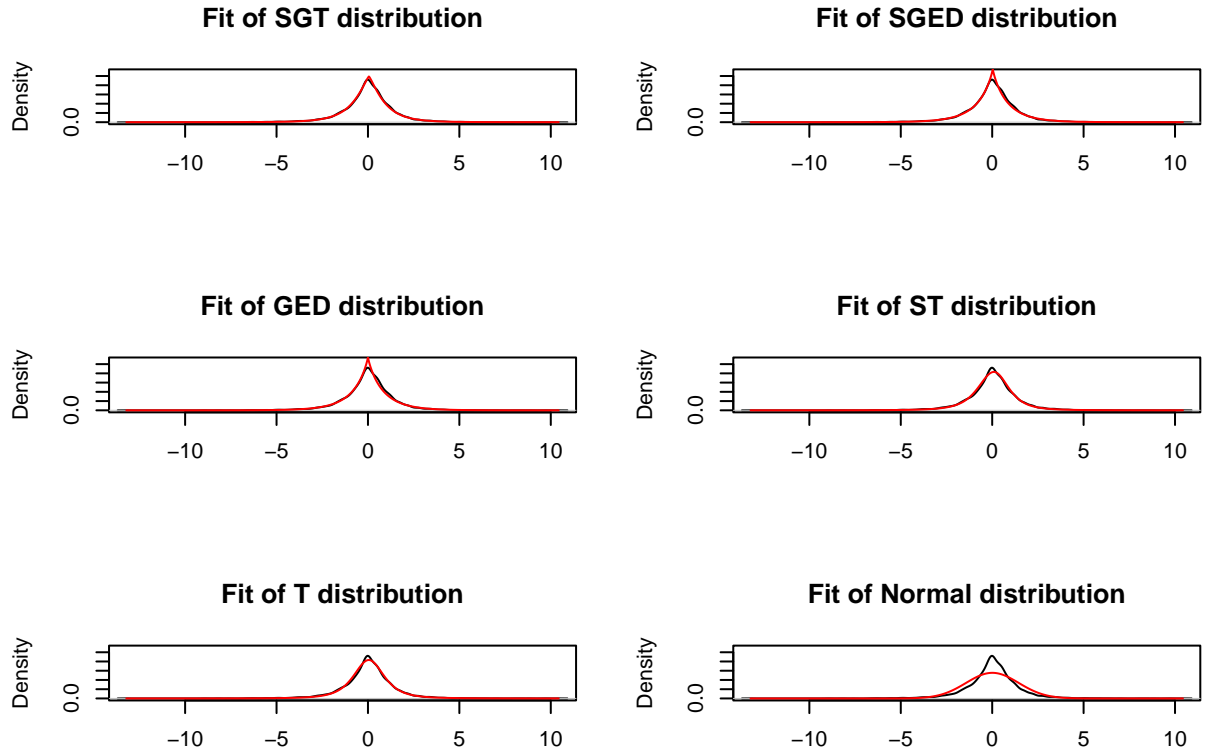 Fit of SGT distribution
Density
0.0
−10 −5 0 5 10
Fit of SGED distribution
Density
0.0
−10 −5 0 5 10
Fit of GED distribution
Density
0.0
−10 −5 0 5 10
Fit of ST distribution
Density
0.0
−10 −5 0 5 10
Fit of T distribution
Density
0.0
−10 −5 0 5 10
Fit of Normal distribution
Density
0.0
−10 −5 0 5 10